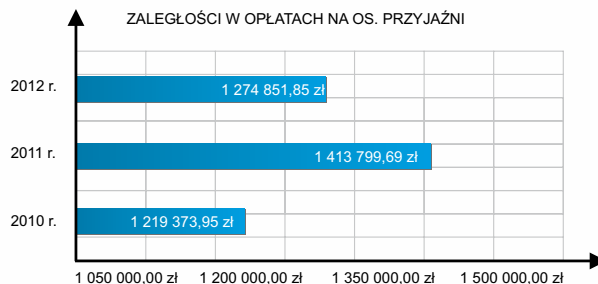 ZALEGŁOŚCI W OPŁATACH NA OS. PRZYJAŹNI
2012 r.
1 274 851,85 zł
2011 r.
1 413 799,69 zł
2010 r.
1 219 373,95 zł
1 050 000,00 zł 1 200 000,00 zł 1 350 000,00 zł 1 500 000,00 zł